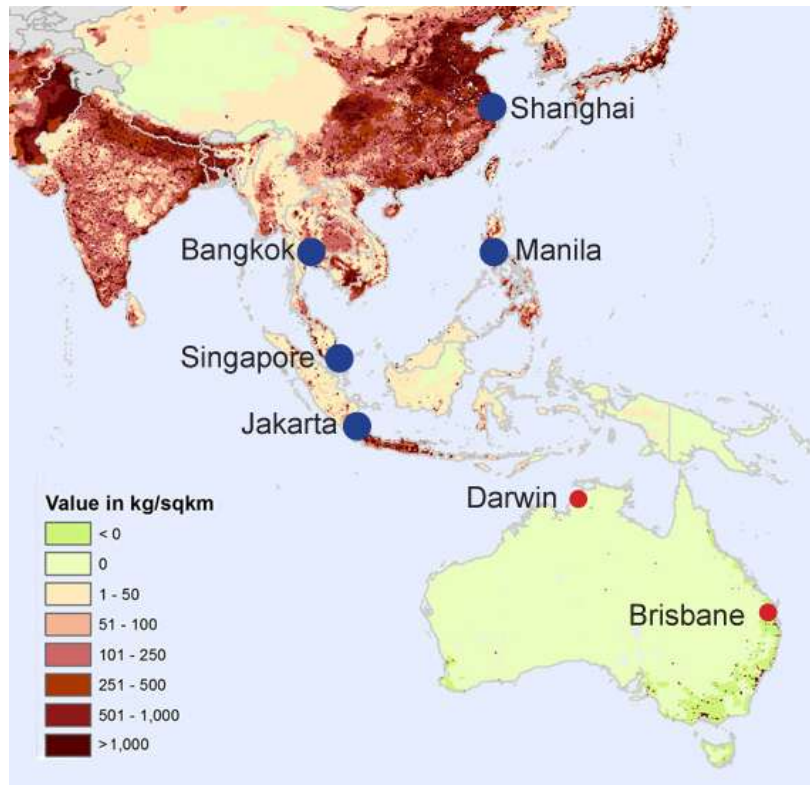 Shanghai
Bangkok
Manila
Singapore
Jakarta
Darwin
Brisbane
Value in kg/sqkm
< 0
0
1 - 50
51 - 100
101 - 250
251 - 500
501 - 1,000
>1,000